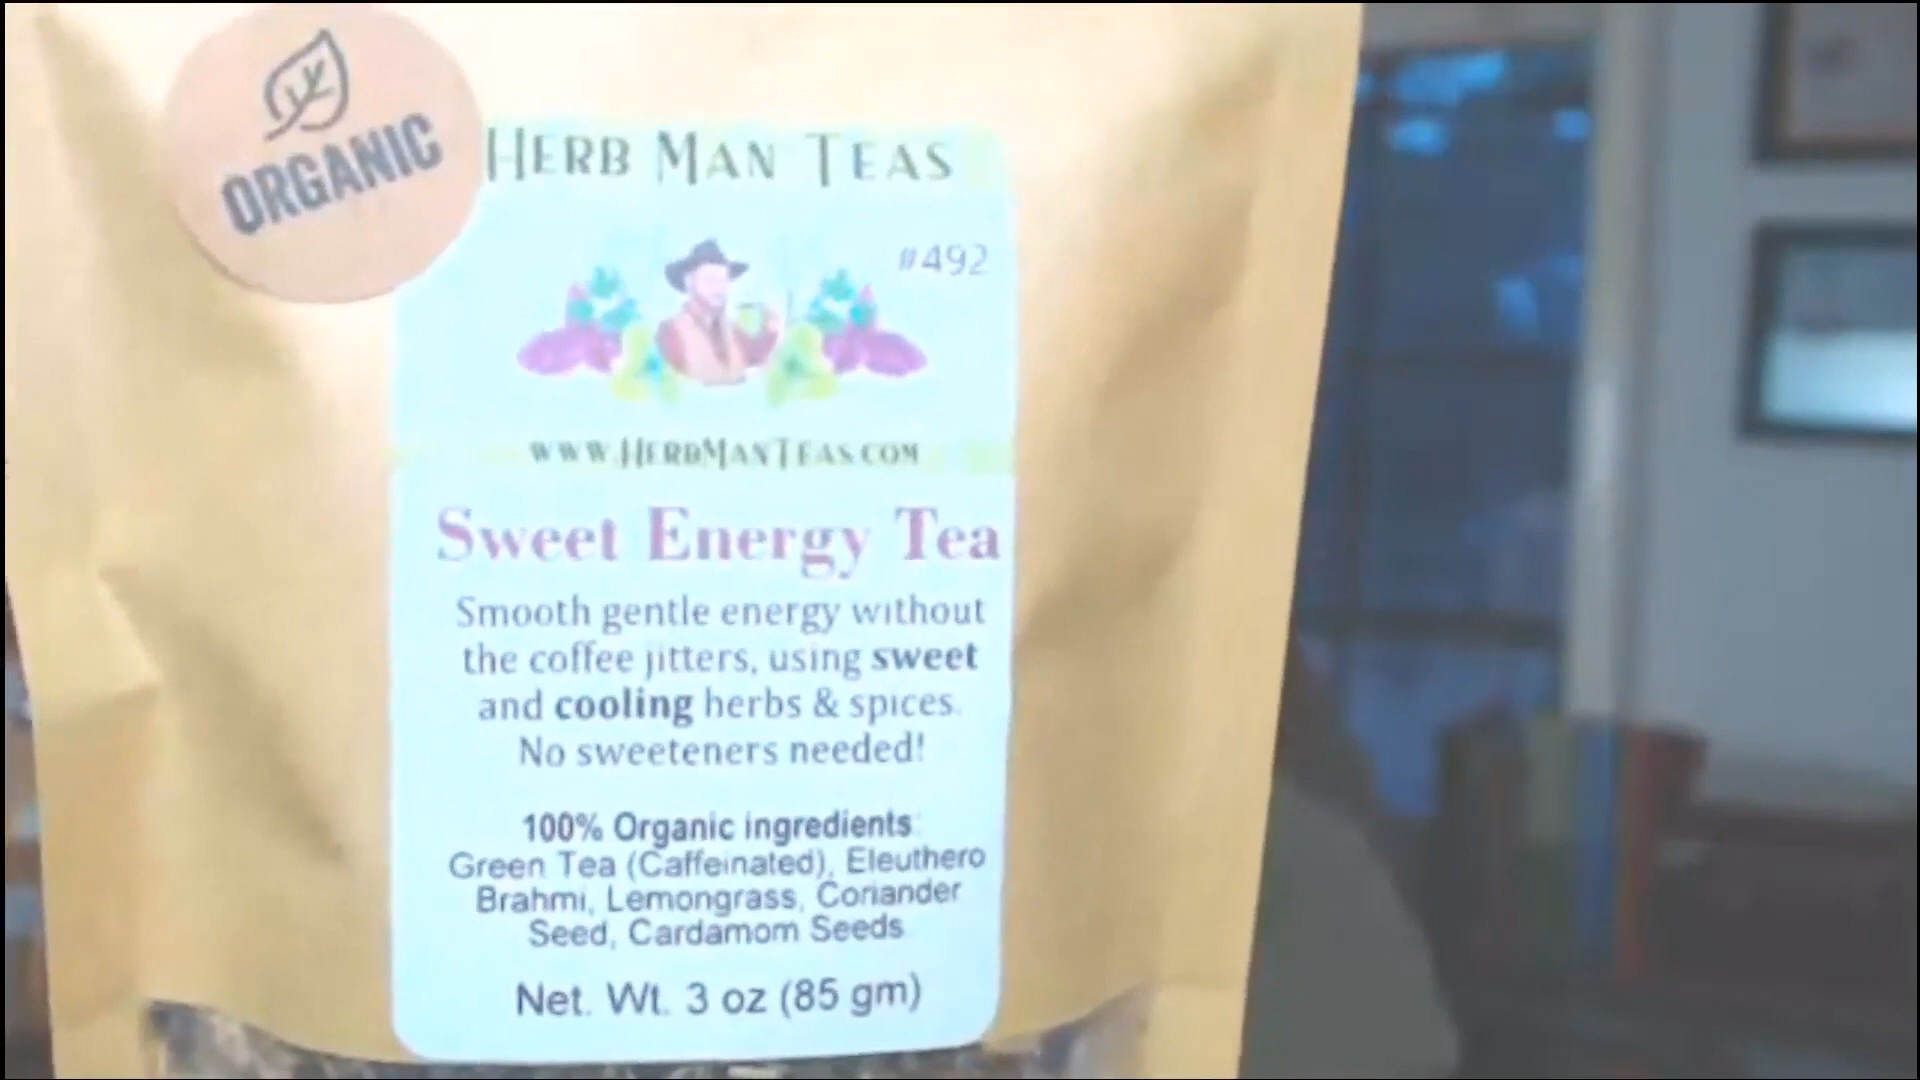 ORGANIC
HERB MAN TEAS
#492
WWW.HERBMANTEAS.COM
Sweet Energy Tea
Smooth gentle energy without
the coffee jitters, using sweet
and cooling herbs & spices.
No sweeteners needed!
100% Organic ingredients:
Green Tea (Caffeinated), Eleuthero
Brahmi, Lemongrass, Coriander
Seed, Cardamom Seeds
Net. Wt. 3 oz (85 gm)